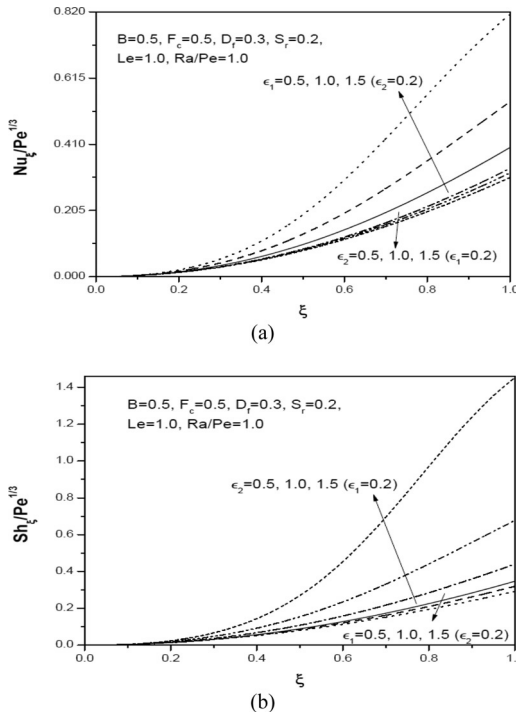 0.820
B=0.5, F_c=0.5, D_f=0.3, S_r=0.2,
Le=1.0, Ra/Pe=1.0
0.615
ϵ₁=0.5, 1.0, 1.5 (ϵ₂=0.2)
0.410
Nu_ξ/Pe^1/3
0.205
ϵ₂=0.5, 1.0, 1.5 (ϵ₁=0.2)
0.000
0.0 0.2 0.4 0.6 0.8 1.0
ξ
(a)
1.4
B=0.5, F_c=0.5, D_f=0.3, S_r=0.2,
Le=1.0, Ra/Pe=1.0
1.2
1.0
ϵ₂=0.5, 1.0, 1.5 (ϵ₁=0.2)
0.8
Sh_ξ/Pe^1/3
0.6
0.4
0.2
ϵ₁=0.5, 1.0, 1.5 (ϵ₂=0.2)
0.0
0.0 0.2 0.4 0.6 0.8 1.
ξ
(b)